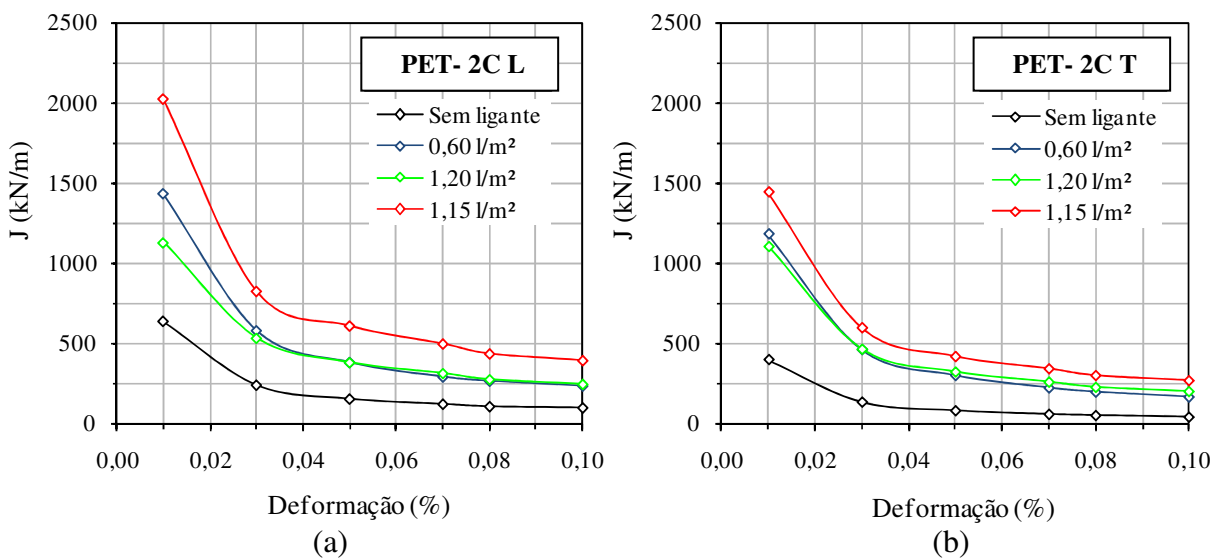 2500
2000
1500
1000
500
0
J (kN/m)
PET- 2C L
Sem ligante
0,60 l/m²
1,20 l/m²
1,15 l/m²
0,00 0,02 0,04 0,06 0,08 0,10
Deformação (%)
(a)
2500
2000
1500
1000
500
0
J (kN/m)
PET- 2C T
Sem ligante
0,60 l/m²
1,20 l/m²
1,15 l/m²
0,00 0,02 0,04 0,06 0,08 0,10
Deformação (%)
(b)